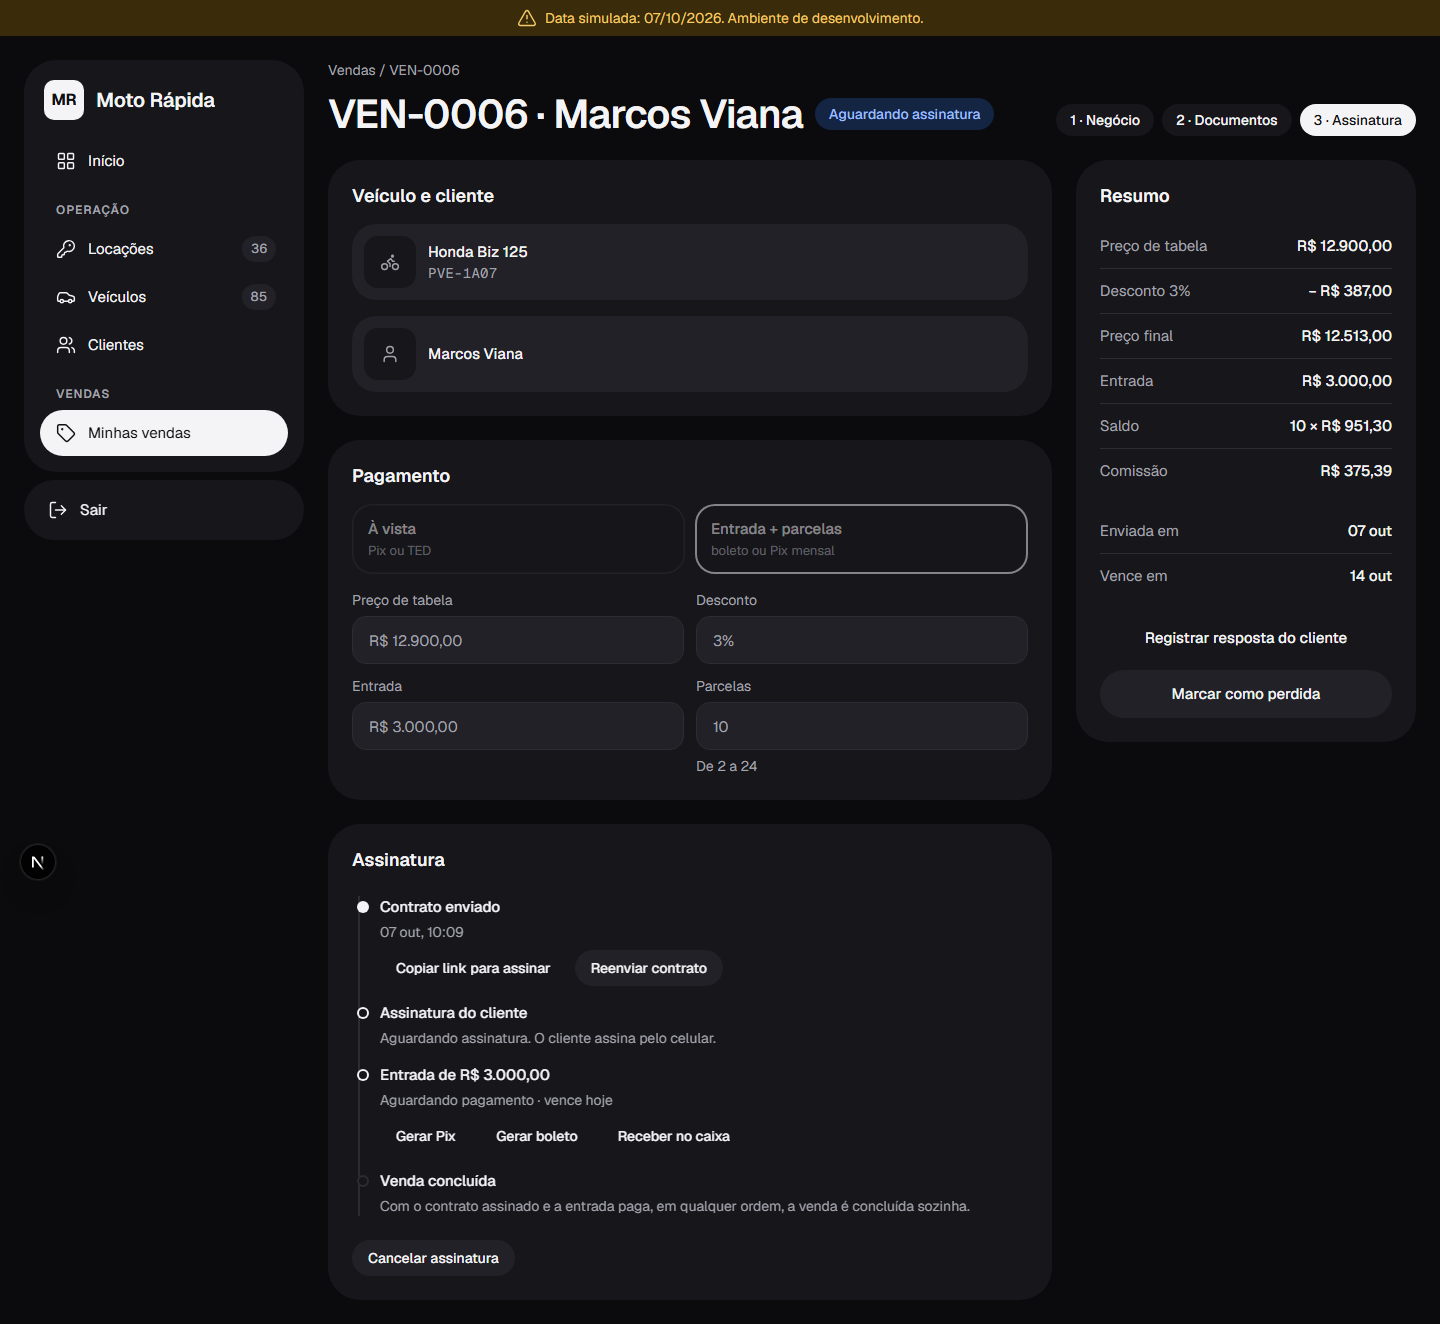 Data simulada: 07/10/2026. Ambiente de desenvolvimento.
MR
Moto Rápida
Início
OPERAÇÃO
Locações
36
Veículos
85
Clientes
VENDAS
Minhas vendas
Sair
Vendas / VEN-0006
VEN-0006 · Marcos Viana
Aguardando assinatura
1 · Negócio
2 · Documentos
3 · Assinatura
Veículo e cliente
Honda Biz 125
PVE-1A07
Marcos Viana
Pagamento
À vista
Pix ou TED
Entrada + parcelas
boleto ou Pix mensal
Preço de tabela
R$ 12.900,00
Desconto
3%
Entrada
R$ 3.000,00
Parcelas
10
De 2 a 24
Assinatura
Contrato enviado
07 out, 10:09
Copiar link para assinar
Reenviar contrato
Assinatura do cliente
Aguardando assinatura. O cliente assina pelo celular.
Entrada de R$ 3.000,00
Aguardando pagamento · vence hoje
Gerar Pix
Gerar boleto
Receber no caixa
Venda concluída
Com o contrato assinado e a entrada paga, em qualquer ordem, a venda é concluída sozinha.
Cancelar assinatura
Resumo
Preço de tabela R$ 12.900,00
Desconto 3% – R$ 387,00
Preço final R$ 12.513,00
Entrada R$ 3.000,00
Saldo 10 × R$ 951,30
Comissão R$ 375,39
Enviada em 07 out
Vence em 14 out
Registrar resposta do cliente
Marcar como perdida
N